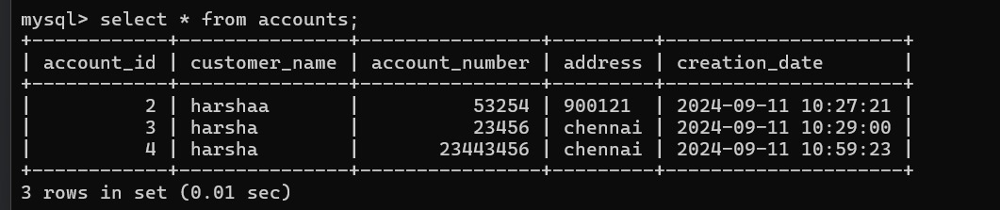 mysql> select * from accounts;
+------------+---------------+----------------+---------+---------------------+
| account_id | customer_name | account_number | address | creation_date       |
+------------+---------------+----------------+---------+---------------------+
|          2 | harshaa       |          53254 | 900121  | 2024-09-11 10:27:21 |
|          3 | harsha        |          23456 | chennai | 2024-09-11 10:29:00 |
|          4 | harsha        |       23443456 | chennai | 2024-09-11 10:59:23 |
+------------+---------------+----------------+---------+---------------------+
3 rows in set (0.01 sec)